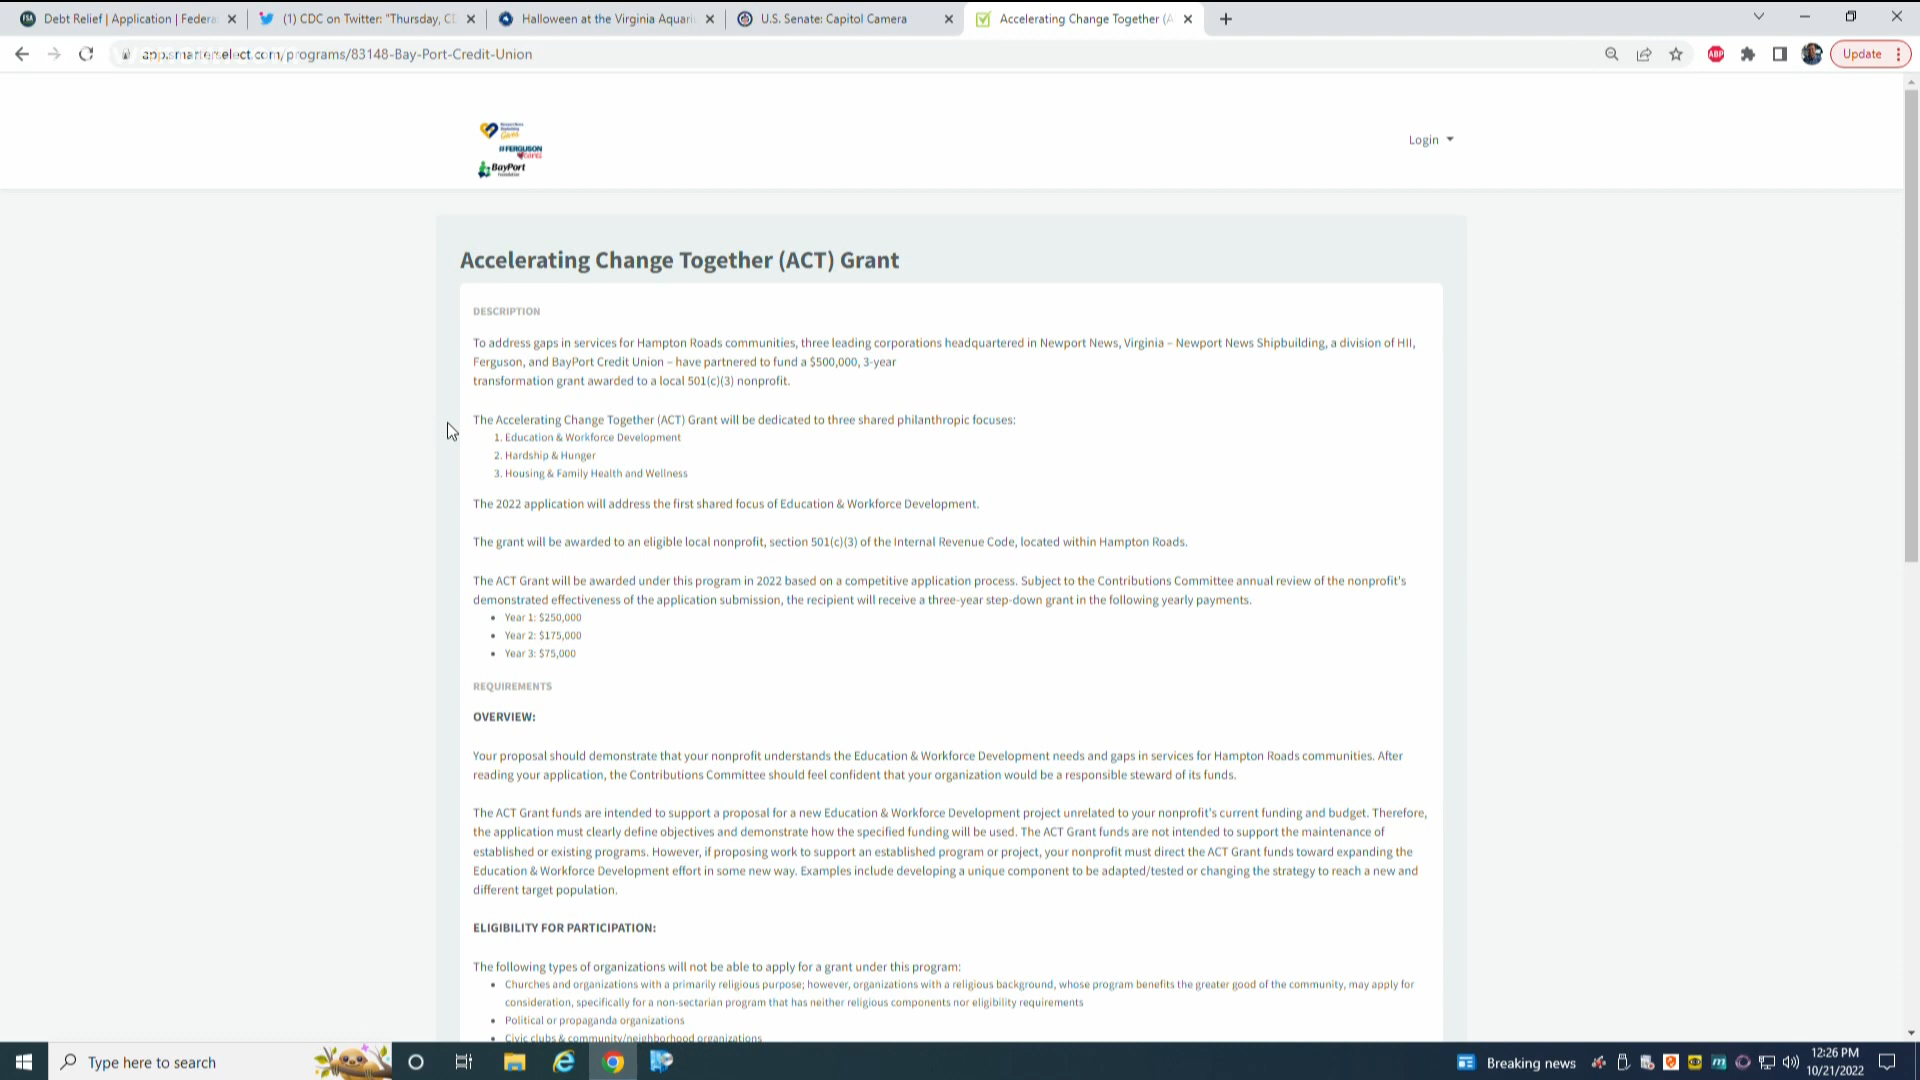 Debt Relief | Application | Federa
(1) CDC on Twitter: "Thursday, CD
Halloween at the Virginia Aquari
U.S. Senate: Capitol Camera
Accelerating Change Together (A
app.smarterselect.com/programs/83148-Bay-Port-Credit-Union
ABP
Update
Gives
FERGUSON
cares
BayPort
Foundation
Login
Accelerating Change Together (ACT) Grant
DESCRIPTION
To address gaps in services for Hampton Roads communities, three leading corporations headquartered in Newport News, Virginia – Newport News Shipbuilding, a division of HII,
Ferguson, and BayPort Credit Union – have partnered to fund a $500,000, 3-year
transformation grant awarded to a local 501(c)(3) nonprofit.
The Accelerating Change Together (ACT) Grant will be dedicated to three shared philanthropic focuses:
1. Education & Workforce Development
2. Hardship & Hunger
3. Housing & Family Health and Wellness
The 2022 application will address the first shared focus of Education & Workforce Development.
The grant will be awarded to an eligible local nonprofit, section 501(c)(3) of the Internal Revenue Code, located within Hampton Roads.
The ACT Grant will be awarded under this program in 2022 based on a competitive application process. Subject to the Contributions Committee annual review of the nonprofit's
demonstrated effectiveness of the application submission, the recipient will receive a three-year step-down grant in the following yearly payments.
• Year 1: $250,000
• Year 2: $175,000
• Year 3: $75,000
REQUIREMENTS
OVERVIEW:
Your proposal should demonstrate that your nonprofit understands the Education & Workforce Development needs and gaps in services for Hampton Roads communities. After
reading your application, the Contributions Committee should feel confident that your organization would be a responsible steward of its funds.
The ACT Grant funds are intended to support a proposal for a new Education & Workforce Development project unrelated to your nonprofit's current funding and budget. Therefore,
the application must clearly define objectives and demonstrate how the specified funding will be used. The ACT Grant funds are not intended to support the maintenance of
established or existing programs. However, if proposing work to support an established program or project, your nonprofit must direct the ACT Grant funds toward expanding the
Education & Workforce Development effort in some new way. Examples include developing a unique component to be adapted/tested or changing the strategy to reach a new and
different target population.
ELIGIBILITY FOR PARTICIPATION:
The following types of organizations will not be able to apply for a grant under this program:
• Churches and organizations with a primarily religious purpose; however, organizations with a religious background, whose program benefits the greater good of the community, may apply for
consideration, specifically for a non-sectarian program that has neither religious components nor eligibility requirements
• Political or propaganda organizations
• Civic clubs & community/neighborhood organizations
Type here to search
Breaking news
12:26 PM
10/21/2022